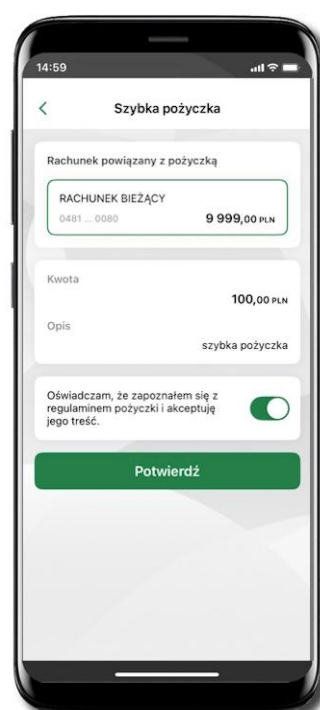 14:59
Szybka pożyczka
Rachunek powiązany z pożyczką
RACHUNEK BIEŻĄCY
0481 ... 0080
9 999,00 PLN
Kwota
100,00 PLN
Opis
szybka pożyczka
Oświadczam, że zapoznałem się z
regulaminem pożyczki i akceptuję
jego treść.
Potwierdź